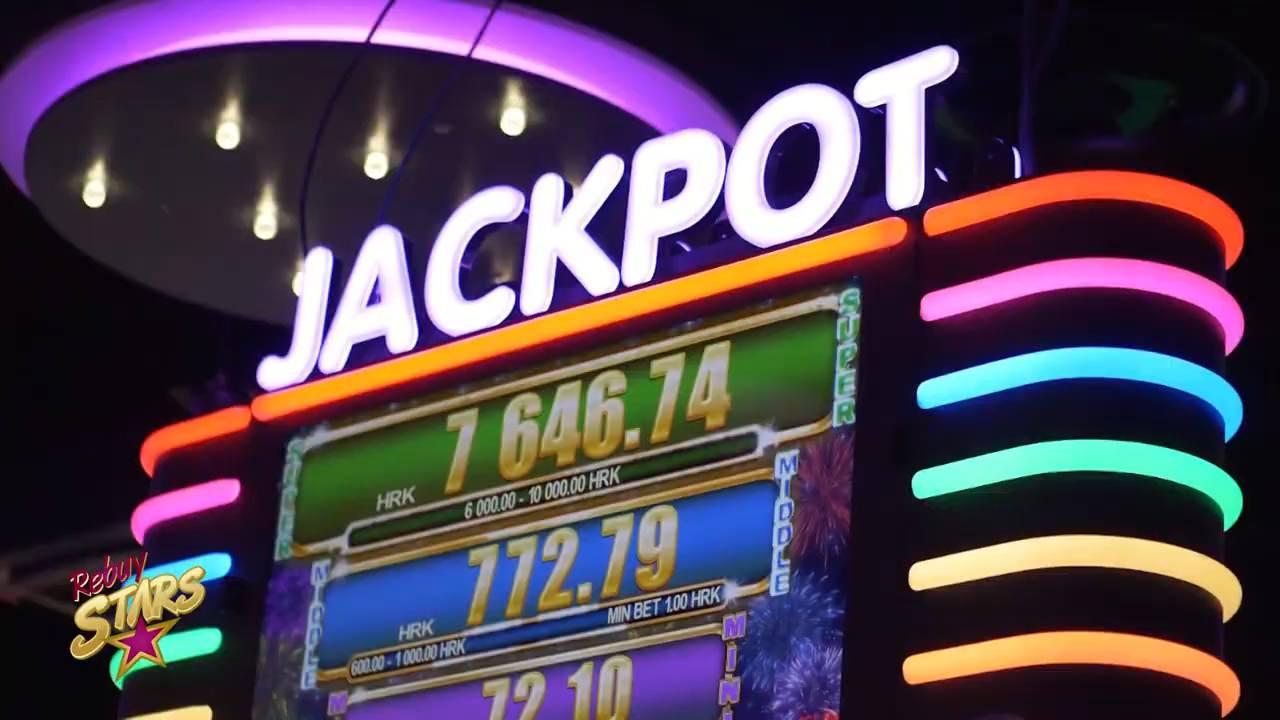 JACKPOT
SUPER
7 646.74
SUPER
HRK
6 000.00 - 10 000.00 HRK
MIDDLE
772.79
MIDDLE
HRK
MIN BET 1.00 HRK
600.00 - 1 000.00 HRK
MINI
72.10
M
Rebuy
STARS